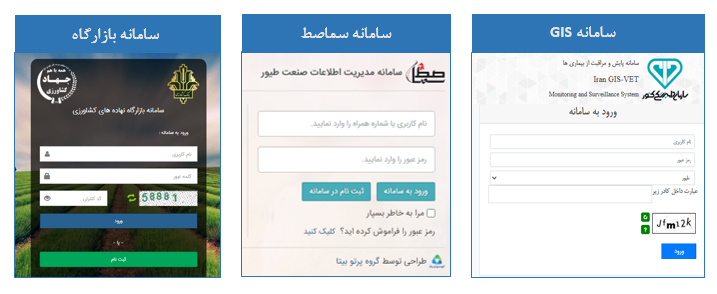 سامانه GIS
سامانه پایش و مراقبت از بیماری ها
Iran GIS-VET
Monitoring and Surveillance System
ورود به سامانه
نام کاربری
رمز عبور
طیور
عبارت داخل کادر زیر
ورود
سامانه سماصط
سامانه مدیریت اطلاعات صنعت طیور
نام کاربری یا شماره همراه را وارد نمایید.
رمز عبور را وارد نمایید.
ورود به سامانه
ثبت نام در سامانه
مرا به خاطر بسپار
رمز عبور را فراموش کرده اید؟ کلیک کنید
طراحی توسط گروه پرتو بیتا
سامانه بازارگاه
همه با هم
جهاد
کشاورزی
سامانه بازارگاه نهاده های کشاورزی
ورود به سامانه :
نام کاربری
کلمه عبور
کد کنترلی
58881
ورود
- یا -
ثبت نام